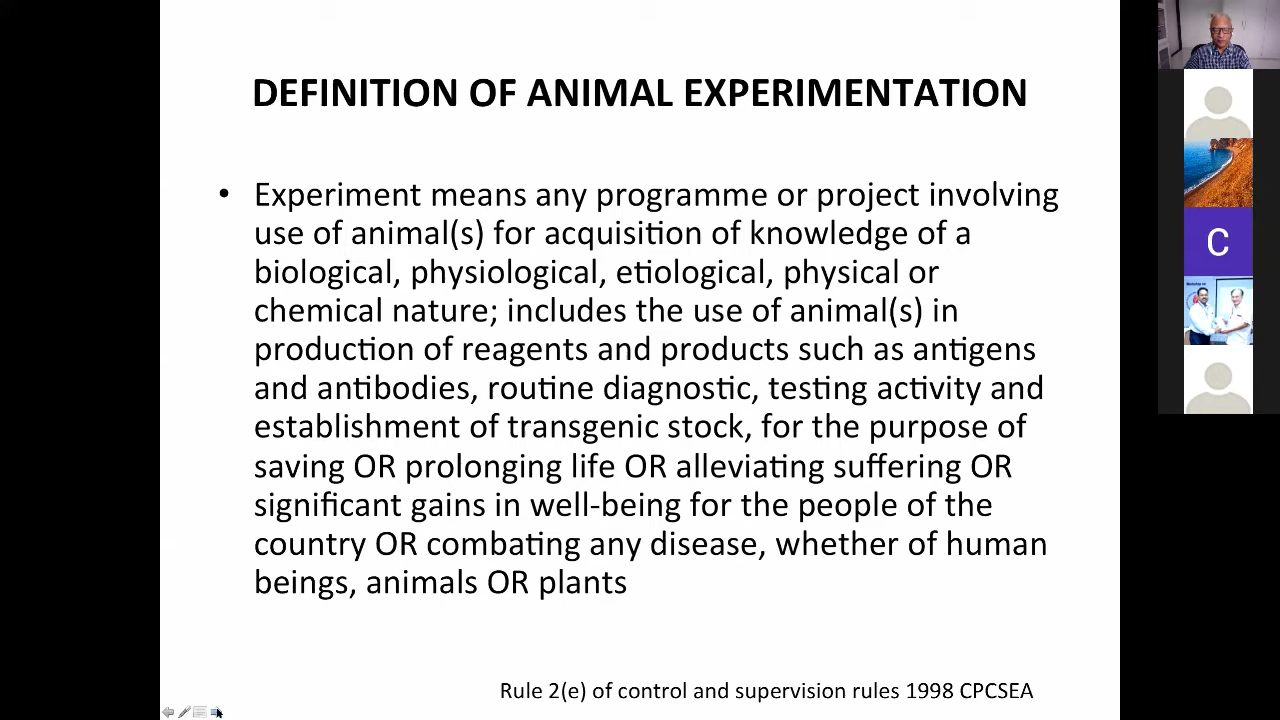 DEFINITION OF ANIMAL EXPERIMENTATION
• Experiment means any programme or project involving
use of animal(s) for acquisition of knowledge of a
biological, physiological, etiological, physical or
chemical nature; includes the use of animal(s) in
production of reagents and products such as antigens
and antibodies, routine diagnostic, testing activity and
establishment of transgenic stock, for the purpose of
saving OR prolonging life OR alleviating suffering OR
significant gains in well-being for the people of the
country OR combating any disease, whether of human
beings, animals OR plants
Rule 2(e) of control and supervision rules 1998 CPCSEA
C